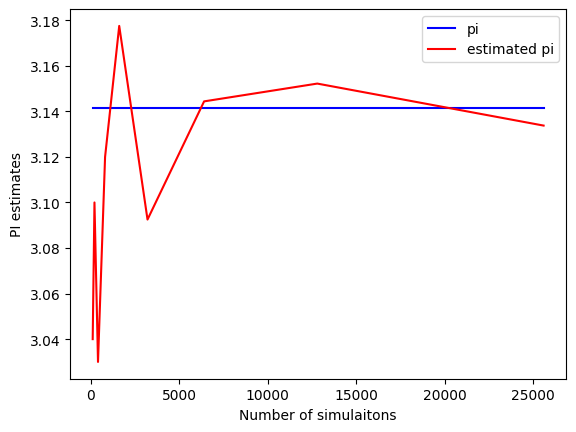 3.18
3.16
3.14
3.12
3.10
3.08
3.06
3.04
PI estimates
pi
estimated pi
0 5000 10000 15000 20000 25000
Number of simulaitons